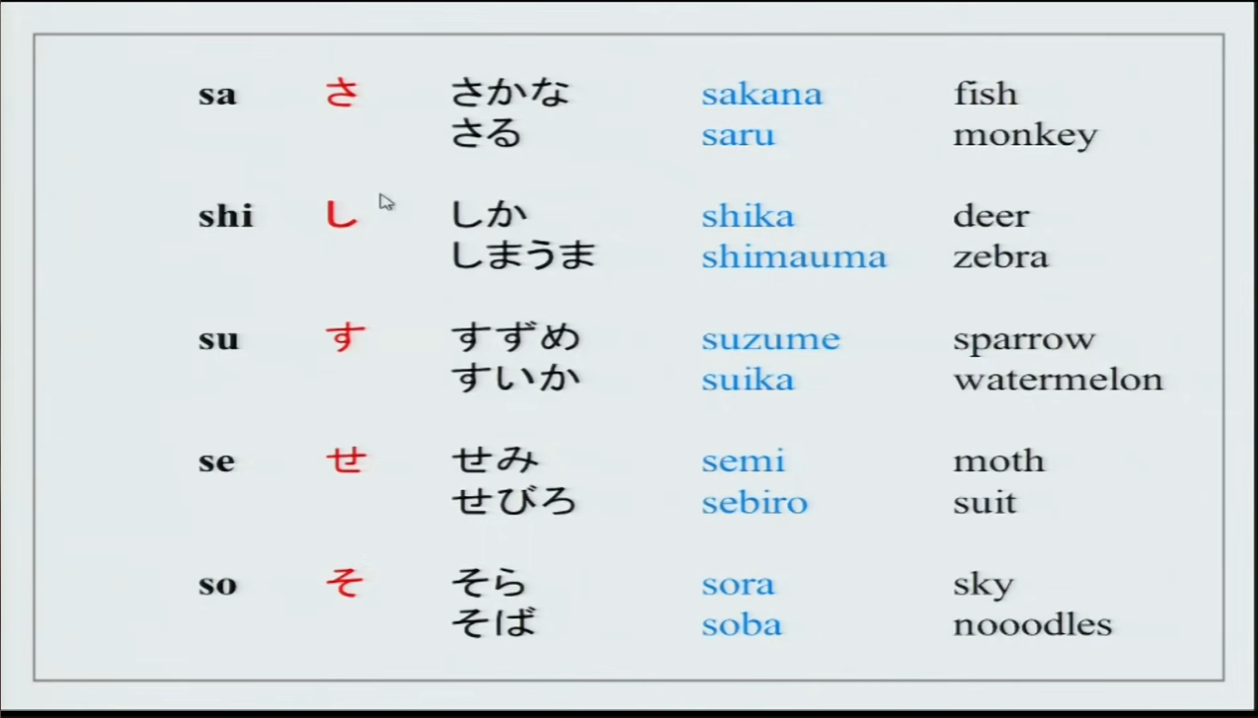 sa さ さかな sakana fish
さる saru monkey
shi し しか shika deer
しまうま shimauma zebra
su す すずめ suzume sparrow
すいか suika watermelon
se せ せみ semi moth
せびろ sebiro suit
so そ そら sora sky
そば soba nooodles